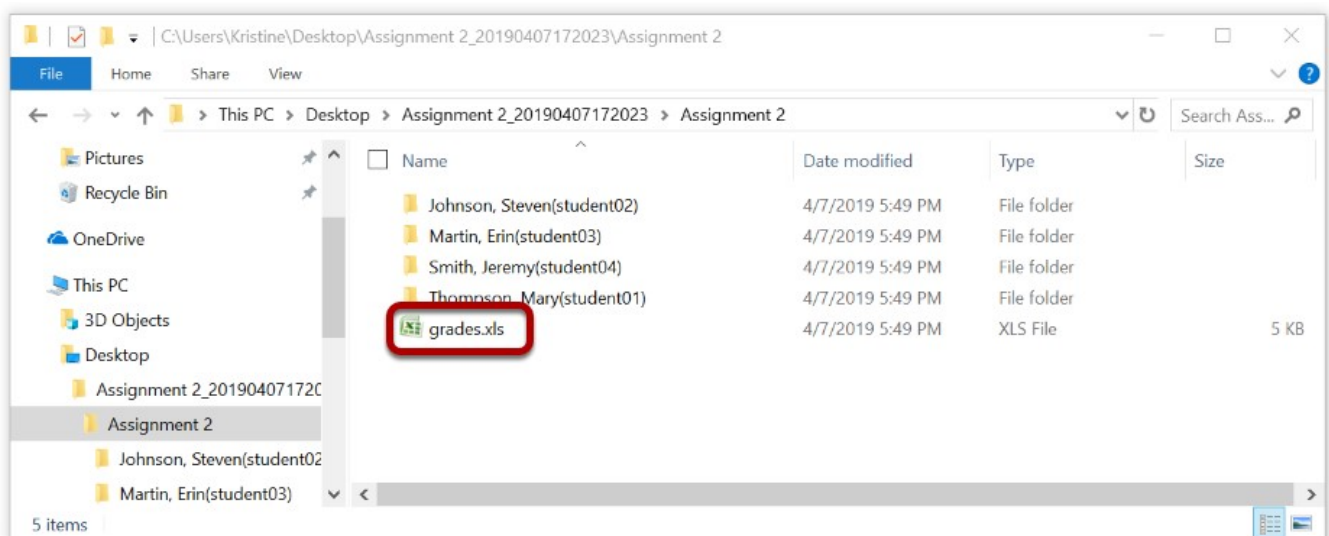 C:\Users\Kristine\Desktop\Assignment 2_20190407172023\Assignment 2
File Home Share View
This PC > Desktop > Assignment 2_20190407172023 > Assignment 2 Search Ass...
Pictures
Recycle Bin
OneDrive
This PC
3D Objects
Desktop
Assignment 2_201904071720
Assignment 2
Johnson, Steven(student02
Martin, Erin(student03)
Name Date modified Type Size
Johnson, Steven(student02) 4/7/2019 5:49 PM File folder
Martin, Erin(student03) 4/7/2019 5:49 PM File folder
Smith, Jeremy(student04) 4/7/2019 5:49 PM File folder
Thompson, Mary(student01) 4/7/2019 5:49 PM File folder
grades.xls 4/7/2019 5:49 PM XLS File 5 KB
5 items